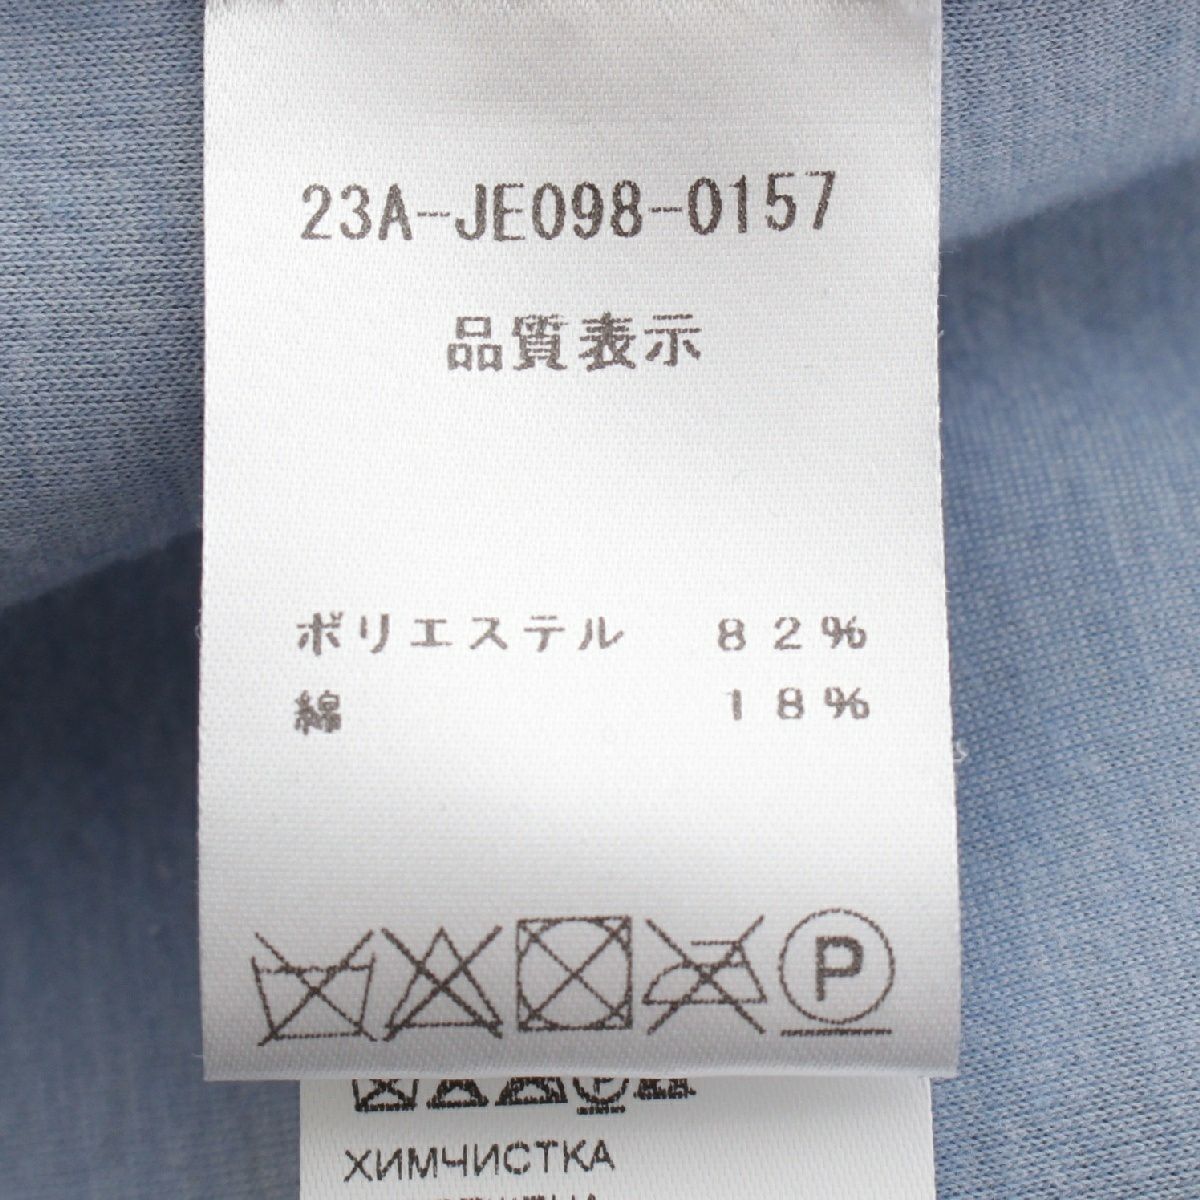 23A-JE098-0157
品質表示
ポリエステル 82%
綿 18%
P
ХИМЧИСТКА